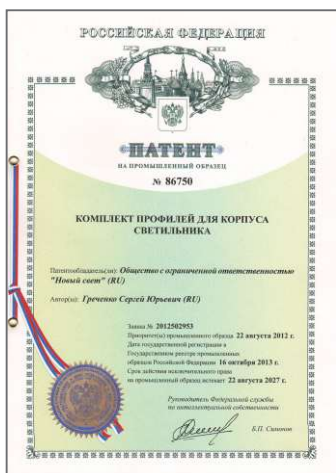 РОССИЙСКАЯ ФЕДЕРАЦИЯ
ПАТЕНТ
НА ПРОМЫШЛЕННЫЙ ОБРАЗЕЦ
№ 86750
КОМПЛЕКТ ПРОФИЛЕЙ ДЛЯ КОРПУСА
СВЕТИЛЬНИКА
Патентообладатель(ли): Общество с ограниченной ответственностью
"Новый свет" (RU)
Автор(ы): Греченко Сергей Юрьевич (RU)
Заявка № 2012502953
Приоритет(ы) промышленного образца 22 августа 2012 г.
Дата государственной регистрации в
Государственном реестре промышленных
образцов Российской Федерации 16 октября 2013 г.
Срок действия исключительного права
на промышленный образец истекает 22 августа 2027 г.
Руководитель Федеральной службы
по интеллектуальной собственности
Б.П. Симонов